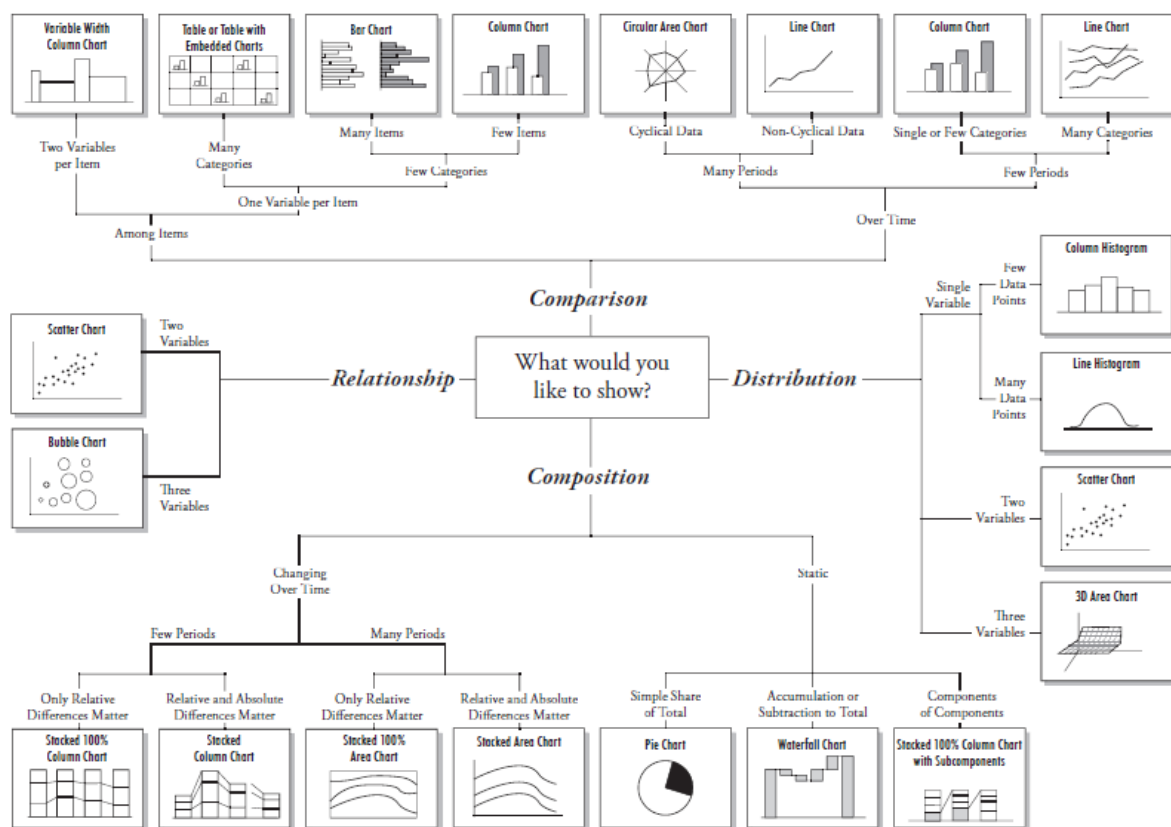 Variable Width
Column Chart
Table or Table with
Embedded Charts
Bar Chart
Column Chart
Circular Area Chart
Line Chart
Column Chart
Line Chart
Two Variables
per Item
Many
Categories
Many Items
Few Items
Cyclical Data
Non-Cyclical Data
Single or Few Categories
Many Categories
Few Categories
Many Periods
Few Periods
One Variable per Item
Among Items
Over Time
Comparison
What would you
like to show?
Relationship
Two
Variables
Scatter Chart
Bubble Chart
Three
Variables
Distribution
Single
Variable
Few
Data
Points
Column Histogram
Many
Data
Points
Line Histogram
Two
Variables
Scatter Chart
Three
Variables
3D Area Chart
Composition
Changing
Over Time
Static
Few Periods
Many Periods
Only Relative
Differences Matter
Relative and Absolute
Differences Matter
Only Relative
Differences Matter
Relative and Absolute
Differences Matter
Simple Share
of Total
Accumulation or
Subtraction to Total
Components
of Components
Stacked 100%
Column Chart
Stacked
Column Chart
Stacked 100%
Area Chart
Stacked Area Chart
Pie Chart
Waterfall Chart
Stacked 100% Column Chart
with Subcomponents